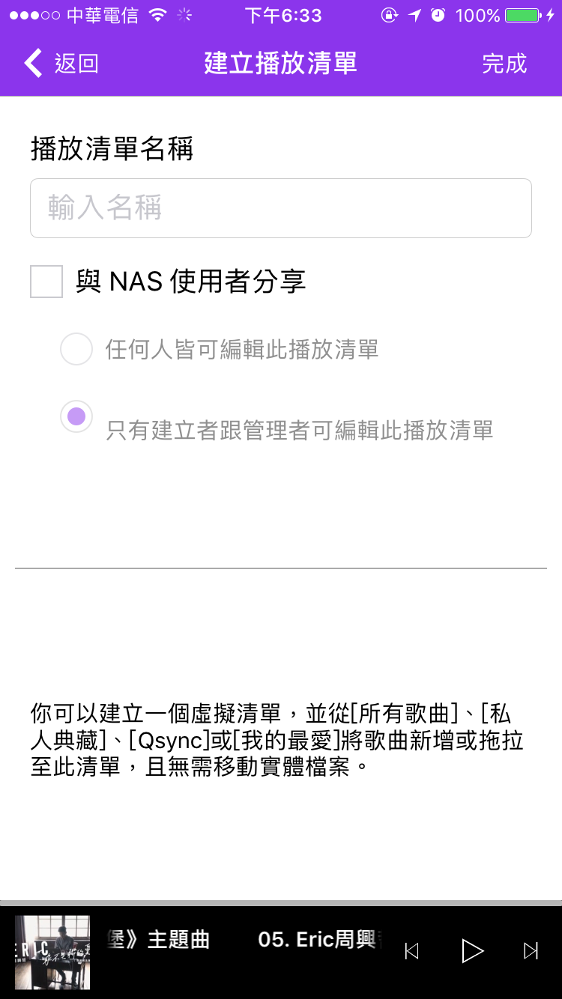 中華電信 下午6:33 100%
返回 建立播放清單 完成
播放清單名稱
輸入名稱
與 NAS 使用者分享
任何人皆可編輯此播放清單
只有建立者跟管理者可編輯此播放清單
你可以建立一個虛擬清單，並從[所有歌曲]、[私
人典藏]、[Qsync]或[我的最愛]將歌曲新增或拖拉
至此清單，且無需移動實體檔案。
堡》主題曲 05. Eric周興
ERIC